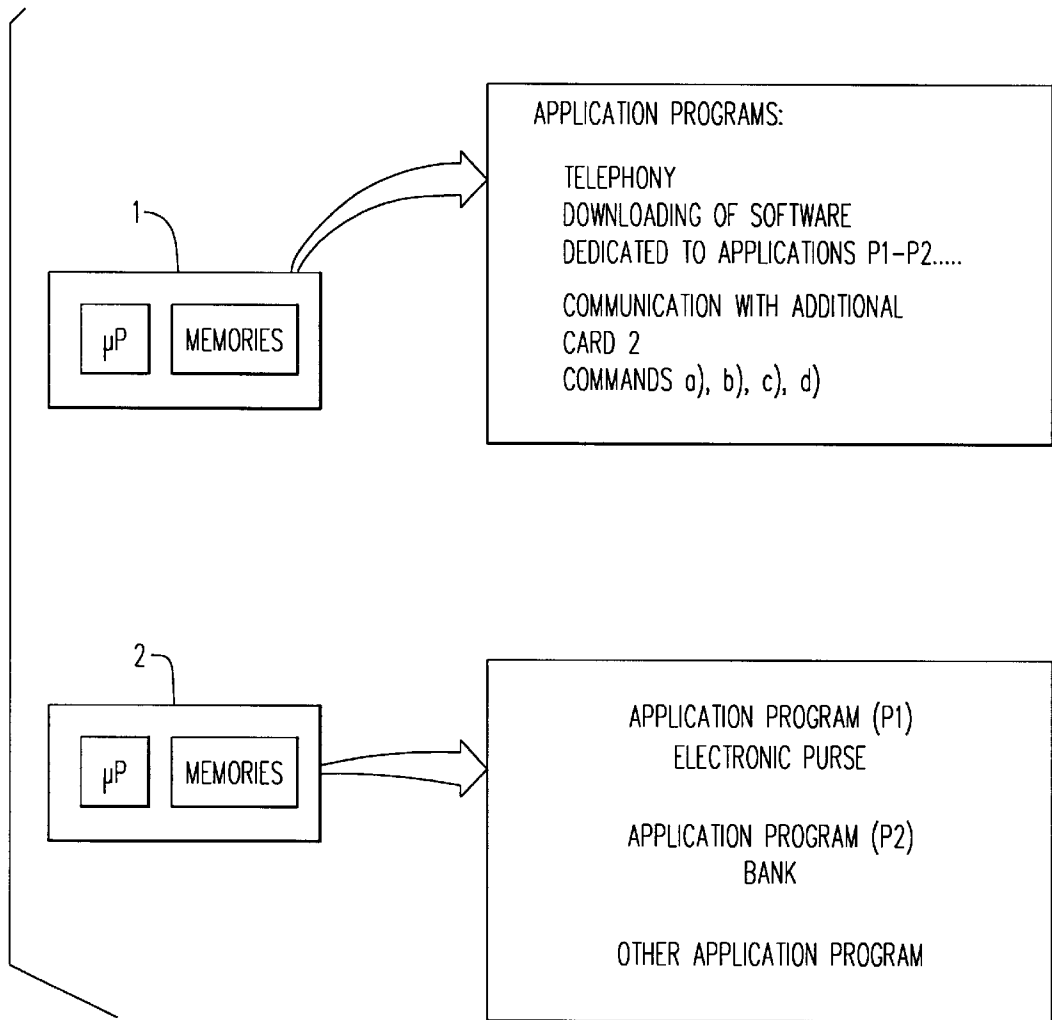 APPLICATION PROGRAMS:
TELEPHONY
DOWNLOADING OF SOFTWARE
DEDICATED TO APPLICATIONS P1-P2.....
COMMUNICATION WITH ADDITIONAL
CARD 2
COMMANDS a), b), c), d)
1
µP
MEMORIES
2
µP
MEMORIES
APPLICATION PROGRAM (P1)
ELECTRONIC PURSE
APPLICATION PROGRAM (P2)
BANK
OTHER APPLICATION PROGRAM